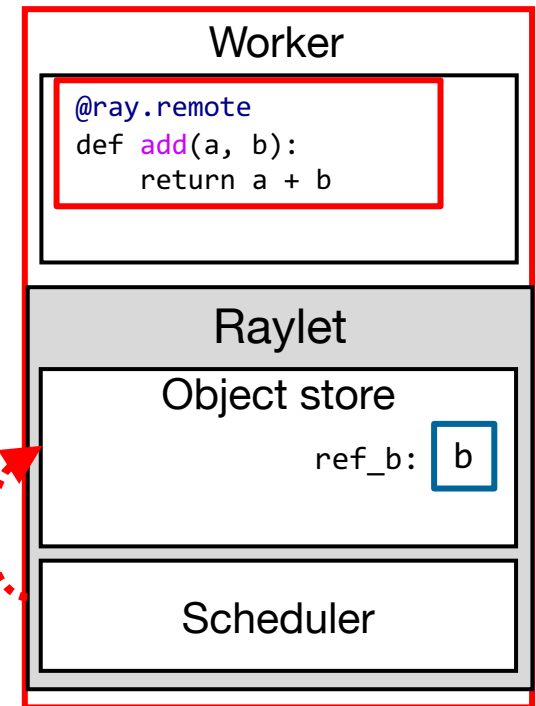 Worker
@ray.remote
def add(a, b):
    return a + b
Raylet
Object store
ref_b: b
Scheduler